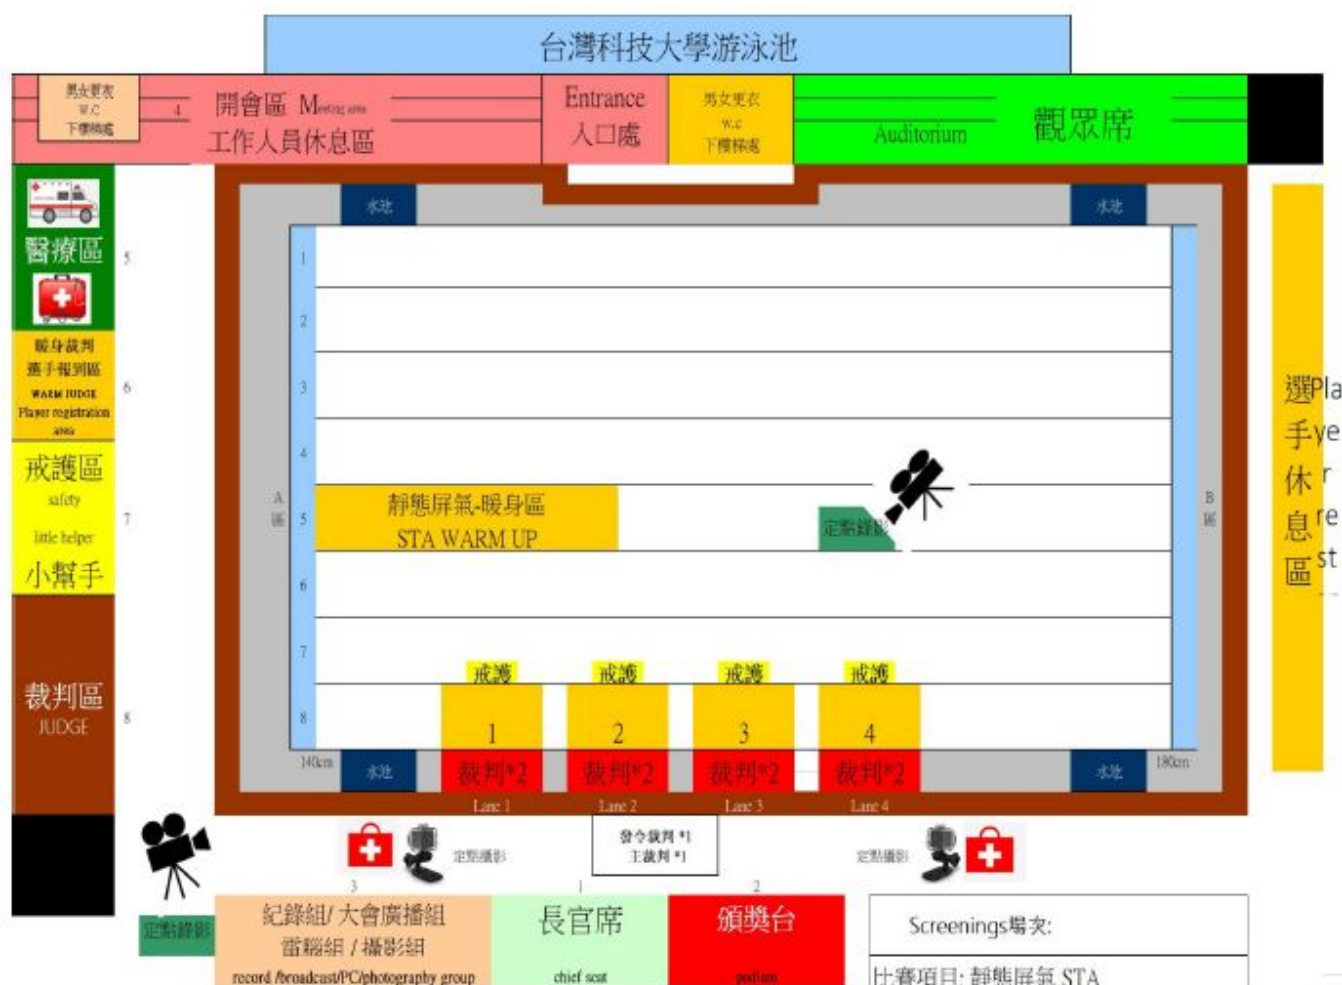 台灣科技大學游泳池
男女更衣
W.C
下樓梯處
4
開會區 Meeting area
工作人員休息區
Entrance
入口處
男女更衣
w.c
下樓梯處
Auditorium
觀眾席
醫療區
5
暖身裁判
選手報到區
WARM JUDGE
Player registration
area
6
戒護區
safety
little helper
小幫手
7
裁判區
JUDGE
8
水池
水池
1
2
3
4
A
區
5
靜態屏氣-暖身區
STA WARM UP
定點錄影
B
區
6
7
8
戒護
戒護
戒護
戒護
1
2
3
4
140cm
水池
裁判*2
裁判*2
裁判*2
裁判*2
水池
180cm
Lane 1
Lane 2
Lane 3
Lane 4
選手休息區
Pla
ye
r
re
st
定點攝影
發令裁判 *1
主裁判 *1
定點攝影
定點錄影
3
紀錄組/ 大會廣播組
電腦組 / 攝影組
record /broadcast/PC/photography group
1
長官席
chief seat
2
頒獎台
podium
Screenings場次:
比賽項目: 靜態屏氣 STA